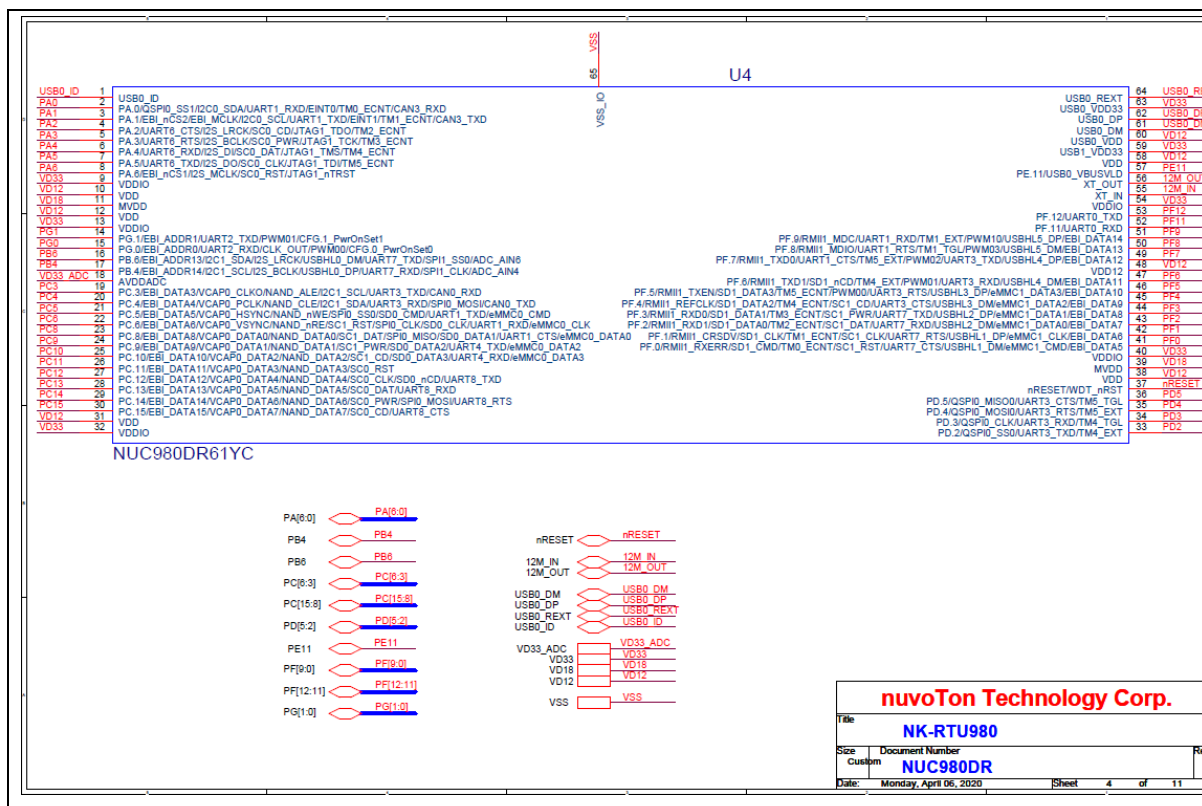 VSS
65
U4
VSS_IO
USB0_ID 1 USB0_ID
PA0 2 PA.0/QSPI0_SS1/I2C0_SDA/UART1_RXD/EINT0/TM0_ECNT/CAN3_RXD
PA1 3 PA.1/EBI_nCS2/EBI_MCLK/I2C0_SCL/UART1_TXD/EINT1/TM1_ECNT/CAN3_TXD
PA2 4 PA.2/UART6_CTS/I2S_LRCK/SC0_CD/JTAG1_TDO/TM2_ECNT
PA3 5 PA.3/UART6_RTS/I2S_BCLK/SC0_PWR/JTAG1_TCK/TM3_ECNT
PA4 6 PA.4/UART6_RXD/I2S_DI/SC0_DAT/JTAG1_TMS/TM4_ECNT
PA5 7 PA.5/UART6_TXD/I2S_DO/SC0_CLK/JTAG1_TDI/TM5_ECNT
PA6 8 PA.6/EBI_nCS1/I2S_MCLK/SC0_RST/JTAG1_nTRST
VD33 9 VDDIO
VD12 10 VDD
VD18 11 MVDD
VD12 12 VDD
VD33 13 VDDIO
PG1 14 PG.1/EBI_ADDR1/UART2_TXD/PWM01/CFG.1_PwrOnSet1
PG0 15 PG.0/EBI_ADDR0/UART2_RXD/CLK_OUT/PWM00/CFG.0_PwrOnSet0
PB6 16 PB.6/EBI_ADDR13/I2C1_SDA/I2S_LRCK/USBHL0_DM/UART7_TXD/SPI1_SS0/ADC_AIN6
PB4 17 PB.4/EBI_ADDR14/I2C1_SCL/I2S_BCLK/USBHL0_DP/UART7_RXD/SPI1_CLK/ADC_AIN4
VD33_ADC 18 AVDDADC
PC3 19 PC.3/EBI_DATA3/VCAP0_CLKO/NAND_ALE/I2C1_SCL/UART3_TXD/CAN0_RXD
PC4 20 PC.4/EBI_DATA4/VCAP0_PCLK/NAND_CLE/I2C1_SDA/UART3_RXD/SPI0_MOSI/CAN0_TXD
PC5 21 PC.5/EBI_DATA5/VCAP0_HSYNC/NAND_nWE/SPI0_SS0/SD0_CMD/UART1_TXD/eMMC0_CMD
PC6 22 PC.6/EBI_DATA6/VCAP0_VSYNC/NAND_nRE/SC1_RST/SPI0_CLK/SD0_CLK/UART1_RXD/eMMC0_CLK
PC8 23 PC.8/EBI_DATA8/VCAP0_DATA0/NAND_DATA0/SC1_DAT/SPI0_MISO/SD0_DATA0/UART1_CTS/eMMC0_DATA0
PC9 24 PC.9/EBI_DATA9/VCAP0_DATA1/NAND_DATA1/SC1_PWR/SD0_DATA2/UART4_TXD/eMMC0_DATA2
PC10 25 PC.10/EBI_DATA10/VCAP0_DATA2/NAND_DATA2/SC1_CD/SD0_DATA3/UART4_RXD/eMMC0_DATA3
PC11 26 PC.11/EBI_DATA11/VCAP0_DATA3/NAND_DATA3/SC0_RST
PC12 27 PC.12/EBI_DATA12/VCAP0_DATA4/NAND_DATA4/SC0_CLK/SD0_nCD/UART8_TXD
PC13 28 PC.13/EBI_DATA13/VCAP0_DATA5/NAND_DATA5/SC0_DAT/UART8_RXD
PC14 29 PC.14/EBI_DATA14/VCAP0_DATA6/NAND_DATA6/SC0_PWR/SPI0_MOSI/UART8_RTS
PC15 30 PC.15/EBI_DATA15/VCAP0_DATA7/NAND_DATA7/SC0_CD/UART8_CTS
VD12 31 VDD
VD33 32 VDDIO
USB0_REXT 64
USB0_VDD33 63 VD33
USB0_DP 62
USB0_DM 61
USB0_VDD 60 VD12
USB1_VDD33 59 VD33
VDD 58 VD12
PE.11/USB0_VBUSVLD 57 PE11
XT_OUT 56 12M_OUT
XT_IN 55 12M_IN
VDDIO 54 VD33
PF.12/UART0_TXD 53 PF12
PF.11/UART0_RXD 52 PF11
PF.9/RMII1_MDC/UART1_RXD/TM1_EXT/PWM10/USBHL5_DP/EBI_DATA14 51 PF9
PF.8/RMII1_MDIO/UART1_RTS/TM1_TGL/PWM03/USBHL5_DM/EBI_DATA13 50 PF8
PF.7/RMII1_TXD0/UART1_CTS/TM5_EXT/PWM02/UART3_TXD/USBHL4_DP/EBI_DATA12 49 PF7
VDD12 48 VD12
PF.6/RMII1_TXD1/SD1_nCD/TM4_EXT/PWM01/UART3_RXD/USBHL4_DM/EBI_DATA11 47 PF6
PF.5/RMII1_TXEN/SD1_DATA3/TM5_ECNT/PWM00/UART3_RTS/USBHL3_DP/eMMC1_DATA3/EBI_DATA10 46 PF5
PF.4/RMII1_REFCLK/SD1_DATA2/TM4_ECNT/SC1_CD/UART3_CTS/USBHL3_DM/eMMC1_DATA2/EBI_DATA9 45 PF4
PF.3/RMII1_RXD0/SD1_DATA1/TM3_ECNT/SC1_PWR/UART7_TXD/USBHL2_DP/eMMC1_DATA1/EBI_DATA8 44 PF3
PF.2/RMII1_RXD1/SD1_DATA0/TM2_ECNT/SC1_DAT/UART7_RXD/USBHL2_DM/eMMC1_DATA0/EBI_DATA7 43 PF2
PF.1/RMII1_CRSDV/SD1_CLK/TM1_ECNT/SC1_CLK/UART7_RTS/USBHL1_DP/eMMC1_CLK/EBI_DATA6 42 PF1
PF.0/RMII1_RXERR/SD1_CMD/TM0_ECNT/SC1_RST/UART7_CTS/USBHL1_DM/eMMC1_CMD/EBI_DATA5 41 PF0
VDDIO 40 VD33
MVDD 39 VD18
VDD 38 VD12
nRESET/WDT_nRST 37 nRESET
PD.5/QSPI0_MISO0/UART3_CTS/TM5_TGL 36 PD5
PD.4/QSPI0_MOSI0/UART3_RTS/TM5_EXT 35 PD4
PD.3/QSPI0_CLK/UART3_RXD/TM4_TGL 34 PD3
PD.2/QSPI0_SS0/UART3_TXD/TM4_EXT 33 PD2
NUC980DR61YC
PA[6:0] PA[6:0]
PB4 PB4
PB6 PB6
PC[6:3] PC[6:3]
PC[15:8] PC[15:8]
PD[5:2] PD[5:2]
PE11 PE11
PF[9:0] PF[9:0]
PF[12:11] PF[12:11]
PG[1:0] PG[1:0]
nRESET nRESET
12M_IN 12M_IN
12M_OUT 12M_OUT
USB0_DM USB0_DM
USB0_DP USB0_DP
USB0_REXT USB0_REXT
USB0_ID USB0_ID
VD33_ADC VD33_ADC
VD33 VD33
VD18 VD18
VD12 VD12
VSS VSS
nuvoTon Technology Corp.
Title
NK-RTU980
Size Document Number
Custom NUC980DR
Date: Monday, April 06, 2020 Sheet 4 of 11